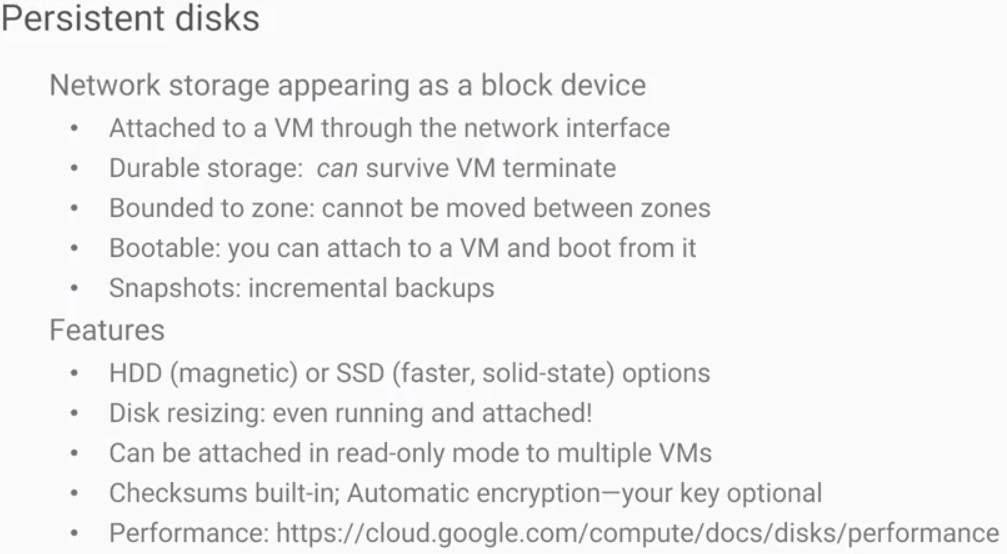 Persistent disks
Network storage appearing as a block device
• Attached to a VM through the network interface
• Durable storage: can survive VM terminate
• Bounded to zone: cannot be moved between zones
• Bootable: you can attach to a VM and boot from it
• Snapshots: incremental backups
Features
• HDD (magnetic) or SSD (faster, solid-state) options
• Disk resizing: even running and attached!
• Can be attached in read-only mode to multiple VMs
• Checksums built-in; Automatic encryption—your key optional
• Performance: https://cloud.google.com/compute/docs/disks/performance